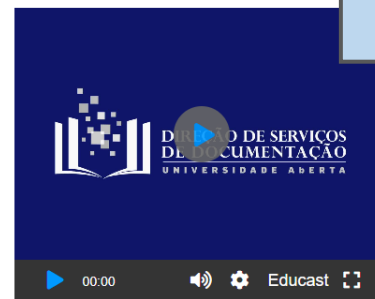 DIREÇÃO DE SERVIÇOS
DE DOCUMENTAÇÃO
UNIVERSIDADE AbERTA
00:00
Educast